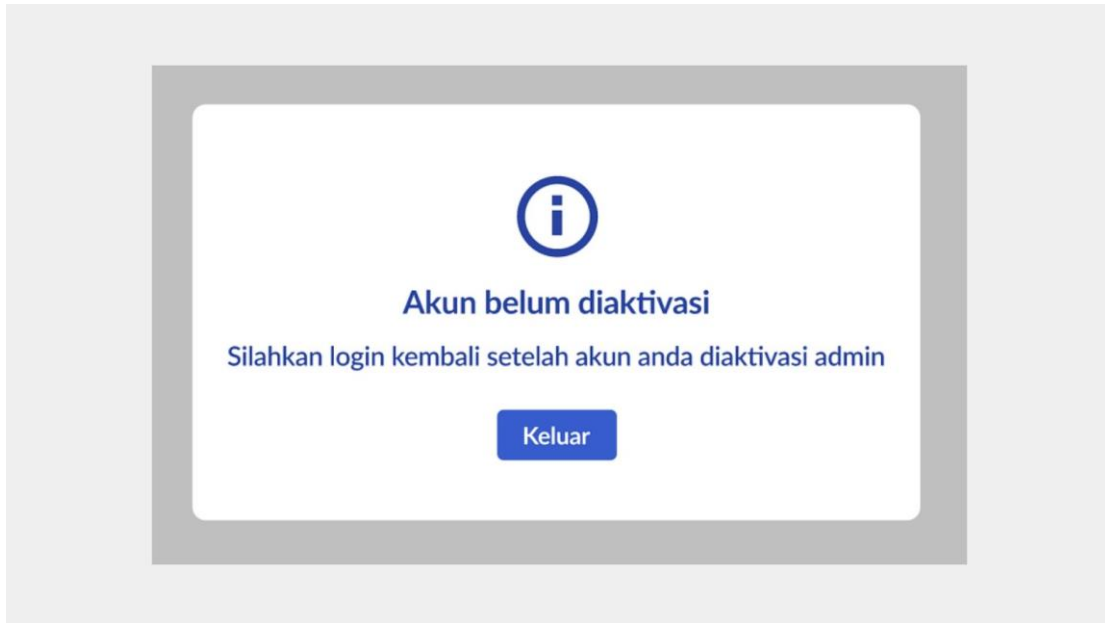 Akun belum diaktivasi
Silahkan login kembali setelah akun anda diaktivasi admin
Keluar